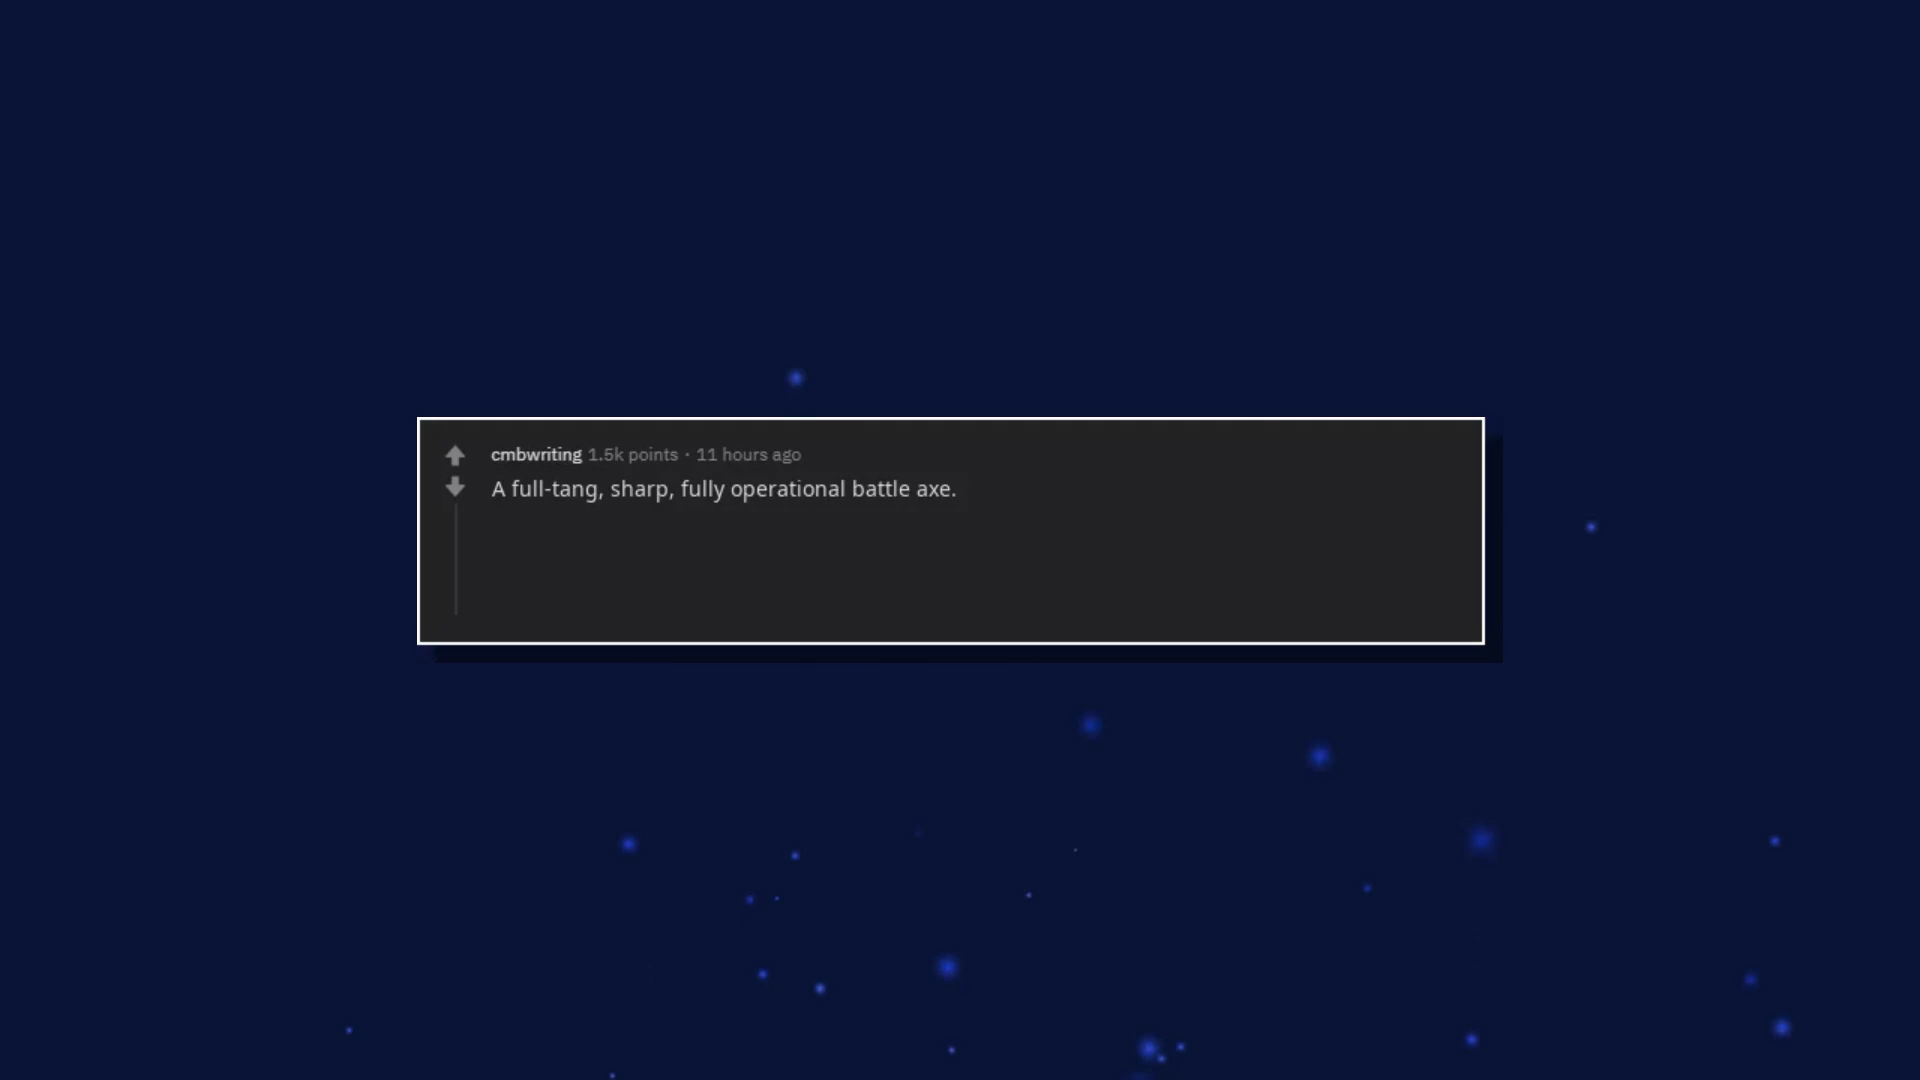 cmbwriting 1.5k points · 11 hours ago
A full-tang, sharp, fully operational battle axe.